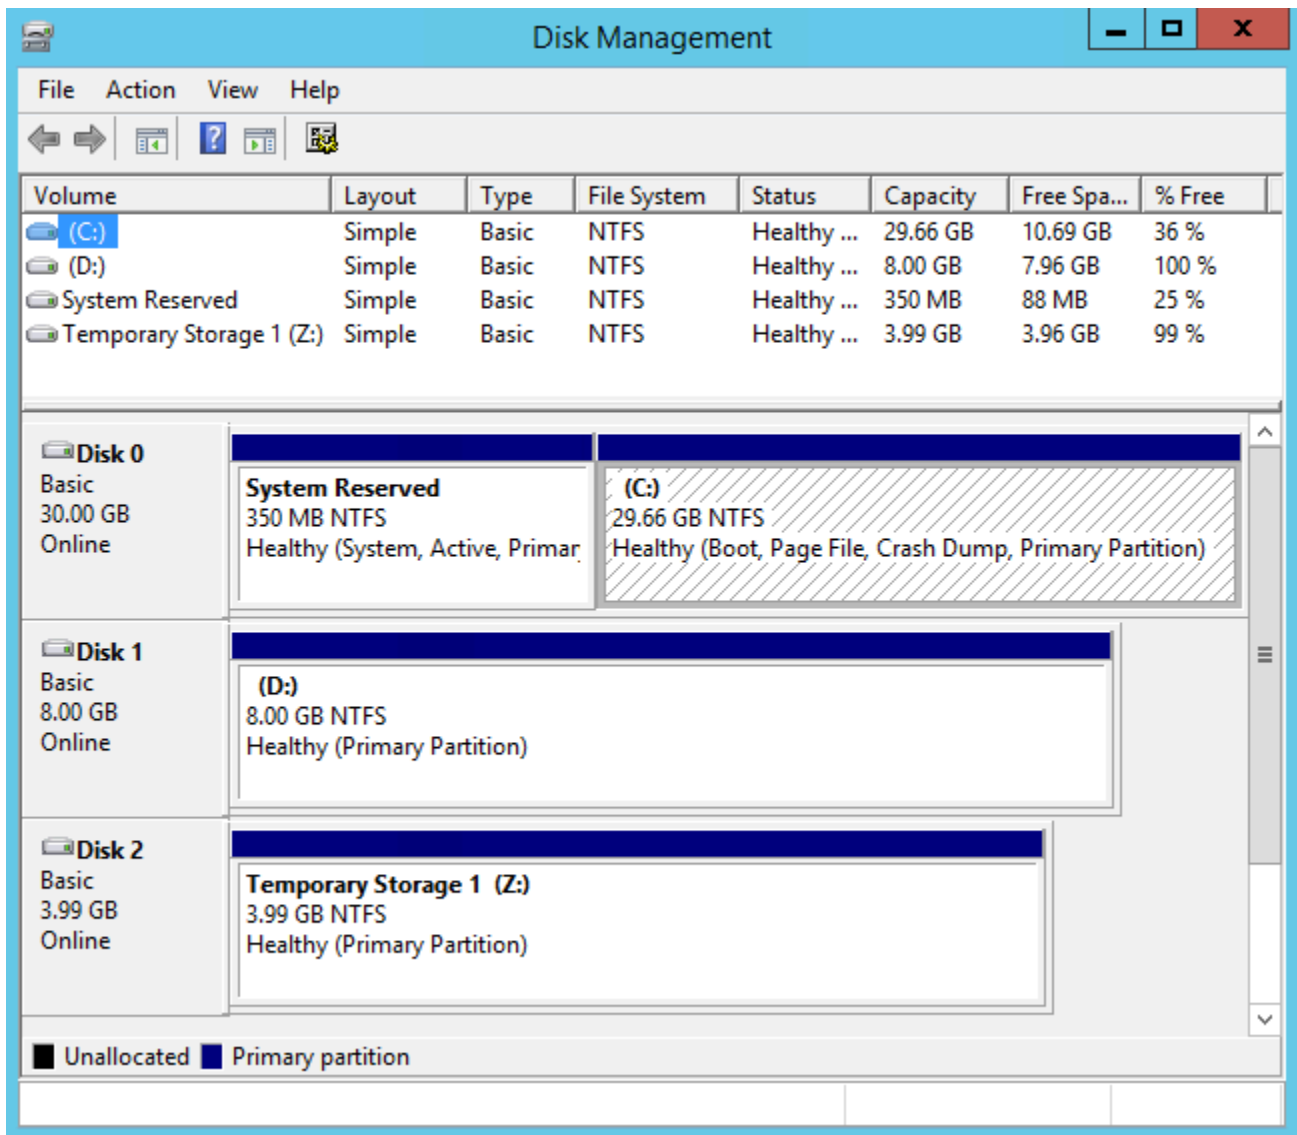 Disk Management
File Action View Help
Volume Layout Type File System Status Capacity Free Spa... % Free
(C:) Simple Basic NTFS Healthy ... 29.66 GB 10.69 GB 36 %
(D:) Simple Basic NTFS Healthy ... 8.00 GB 7.96 GB 100 %
System Reserved Simple Basic NTFS Healthy ... 350 MB 88 MB 25 %
Temporary Storage 1 (Z:) Simple Basic NTFS Healthy ... 3.99 GB 3.96 GB 99 %
Disk 0
Basic
30.00 GB
Online
System Reserved
350 MB NTFS
Healthy (System, Active, Primar
(C:)
29.66 GB NTFS
Healthy (Boot, Page File, Crash Dump, Primary Partition)
Disk 1
Basic
8.00 GB
Online
(D:)
8.00 GB NTFS
Healthy (Primary Partition)
Disk 2
Basic
3.99 GB
Online
Temporary Storage 1 (Z:)
3.99 GB NTFS
Healthy (Primary Partition)
Unallocated Primary partition